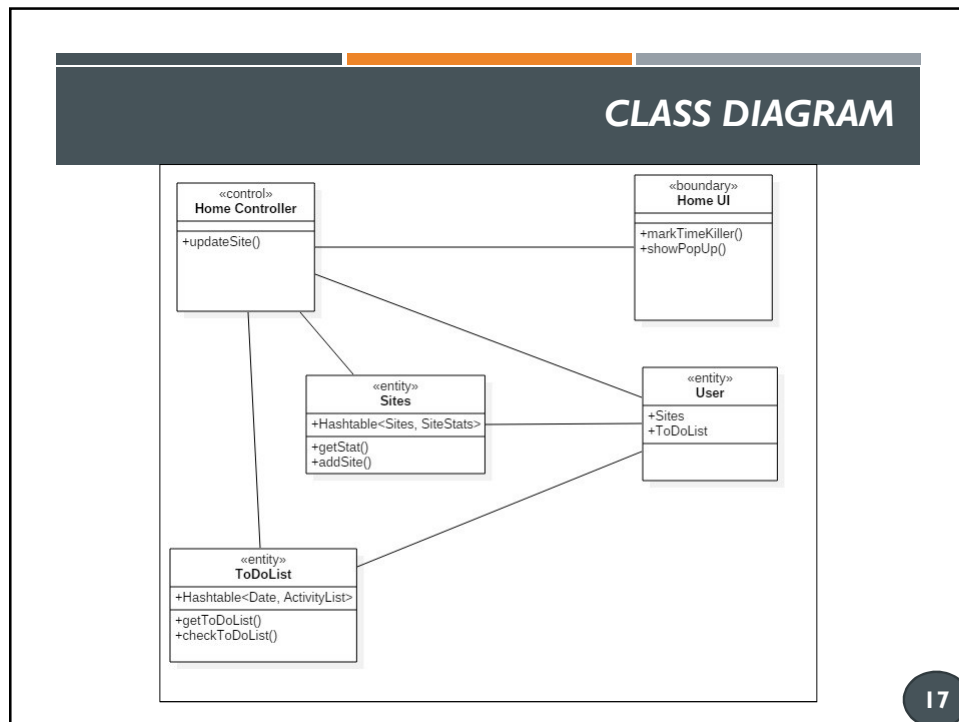 CLASS DIAGRAM
«control»
Home Controller
+updateSite()
«boundary»
Home UI
+markTimeKiller()
+showPopUp()
«entity»
Sites
+Hashtable<Sites, SiteStats>
+getStat()
+addSite()
«entity»
User
+Sites
+ToDoList
«entity»
ToDoList
+Hashtable<Date, ActivityList>
+getToDoList()
+checkToDoList()
17